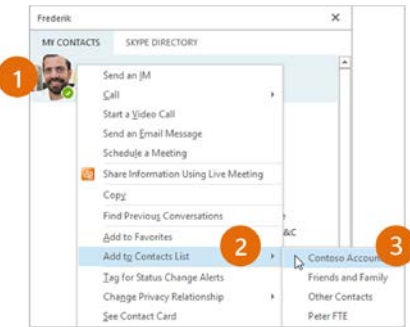 Frederik
MY CONTACTS SKYPE DIRECTORY
1
Send an IM
Call
Start a Video Call
Send an Email Message
Schedule a Meeting
Share Information Using Live Meeting
Copy
Find Previous Conversations
Add to Favorites
&C
2
Add to Contacts List
3
Contoso Accou
Tag for Status Change Alerts
Friends and Family
Change Privacy Relationship
Other Contacts
See Contact Card
Peter FTE